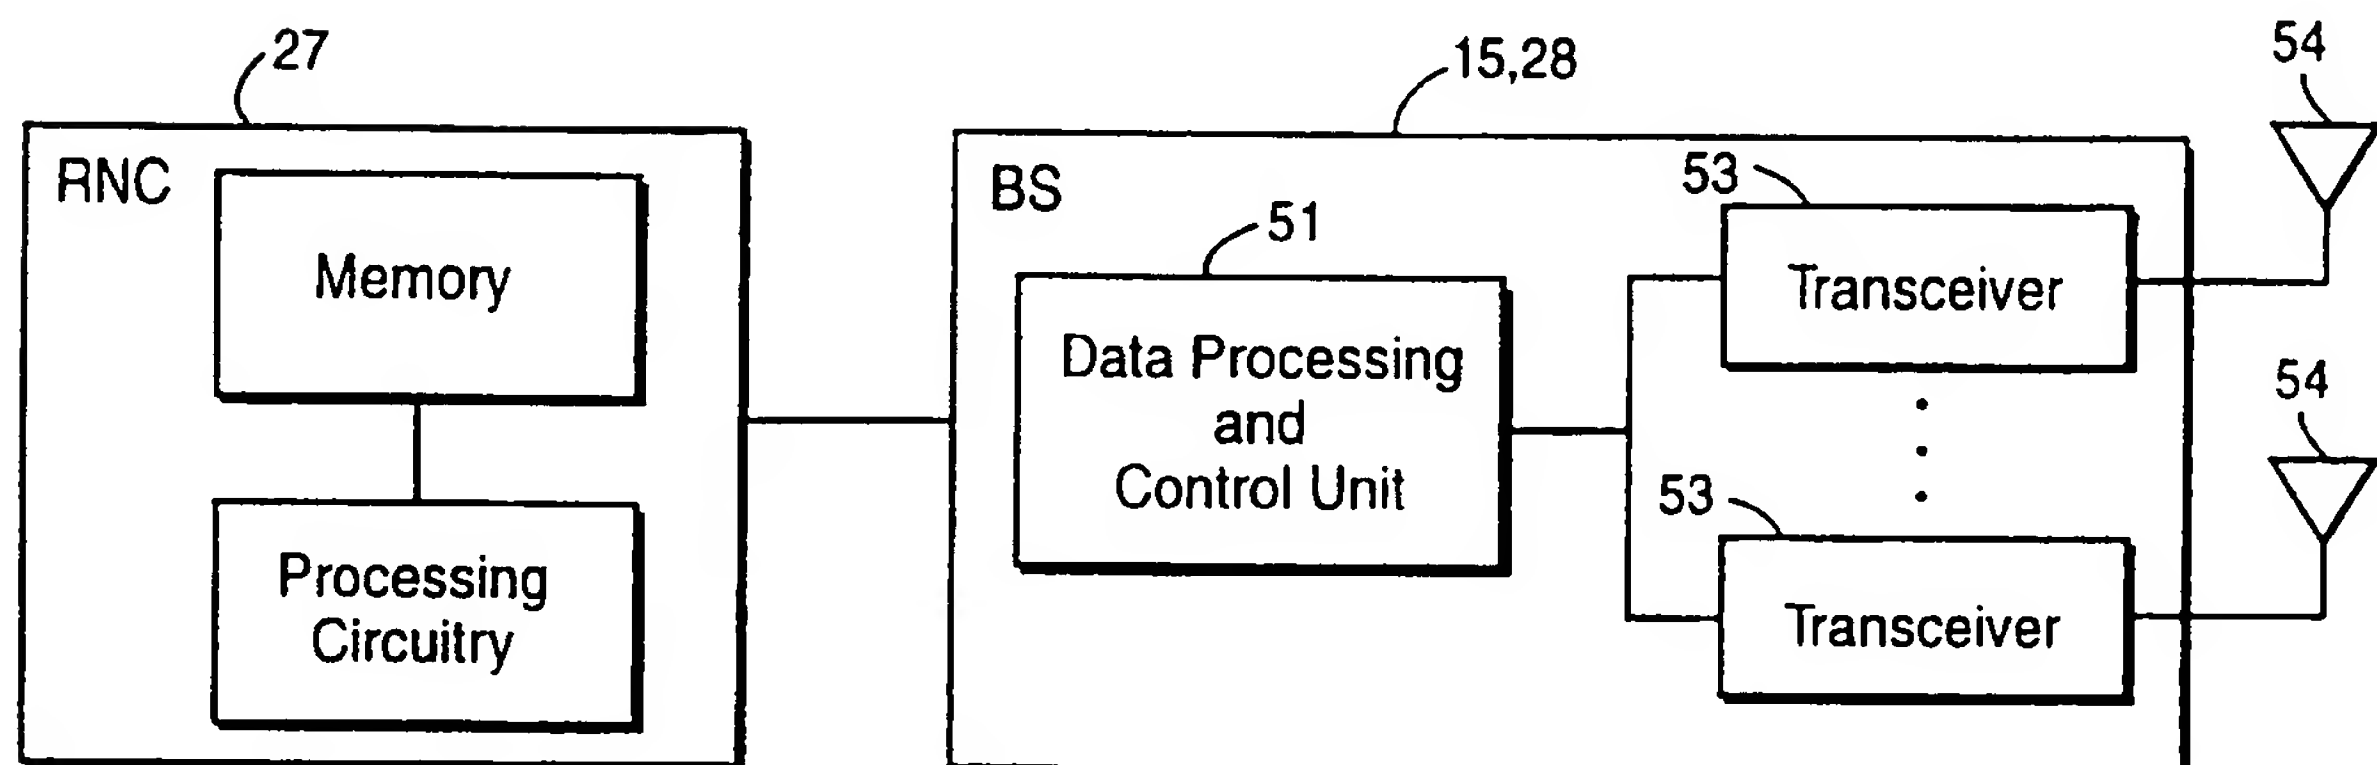 27
RNC
Memory
Processing
Circuitry
15,28
BS
51
Data Processing
and
Control Unit
53
Transceiver
53
Transceiver
54
54